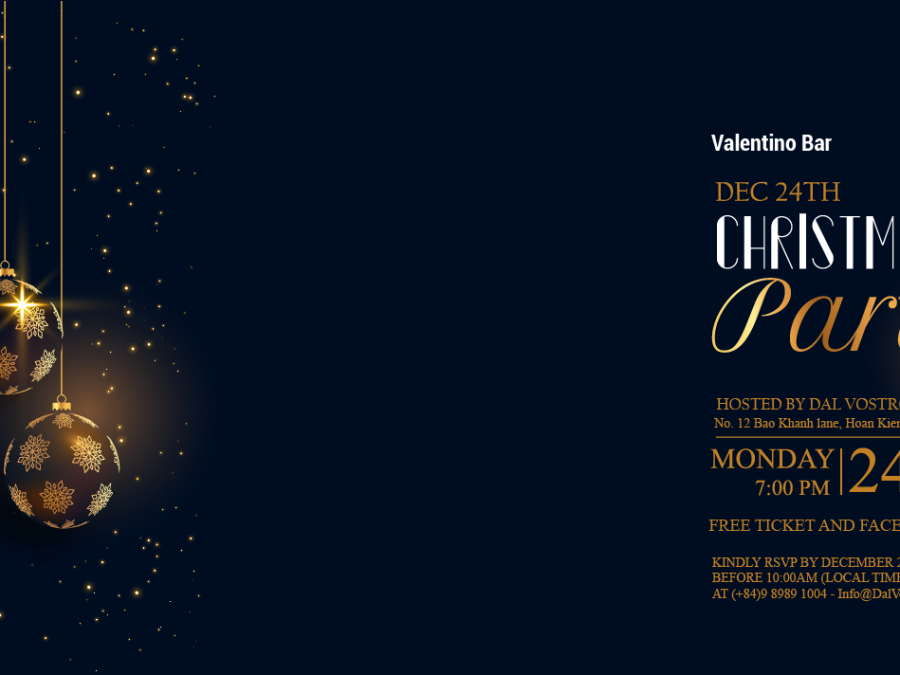 Valentino Bar
DEC 24TH
CHRISTM
Par
HOSTED BY DAL VOSTR
No. 12 Bao Khanh lane, Hoan Kie
MONDAY
7:00 PM
24
FREE TICKET AND FACE
KINDLY RSVP BY DECEMBER 2
BEFORE 10:00AM (LOCAL TIME
AT (+84)9 8989 1004 - Info@DalV